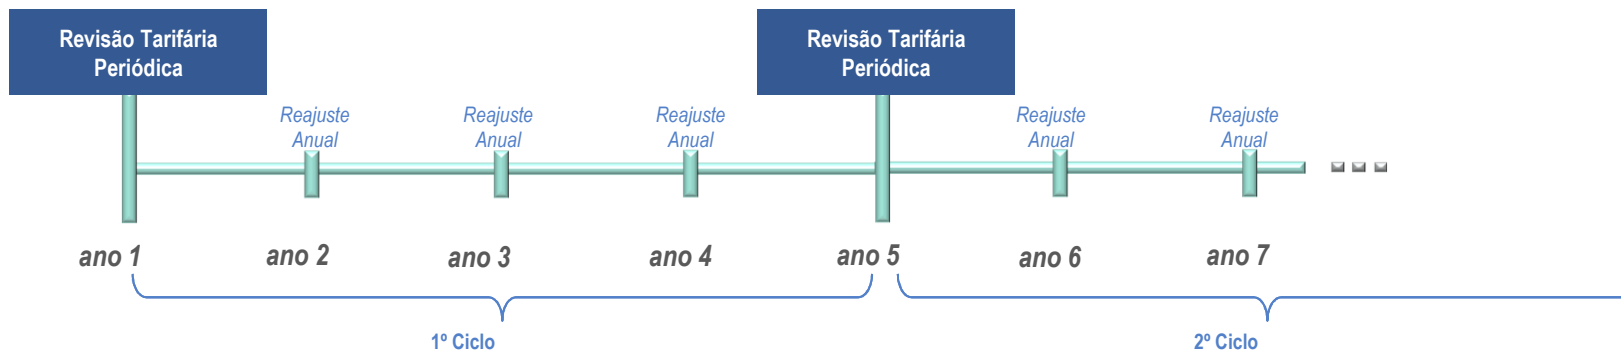 Revisão Tarifária
Periódica
Revisão Tarifária
Periódica
Reajuste
Anual
Reajuste
Anual
Reajuste
Anual
Reajuste
Anual
Reajuste
Anual
ano 1
ano 2
ano 3
ano 4
ano 5
ano 6
ano 7
1º Ciclo
2º Ciclo